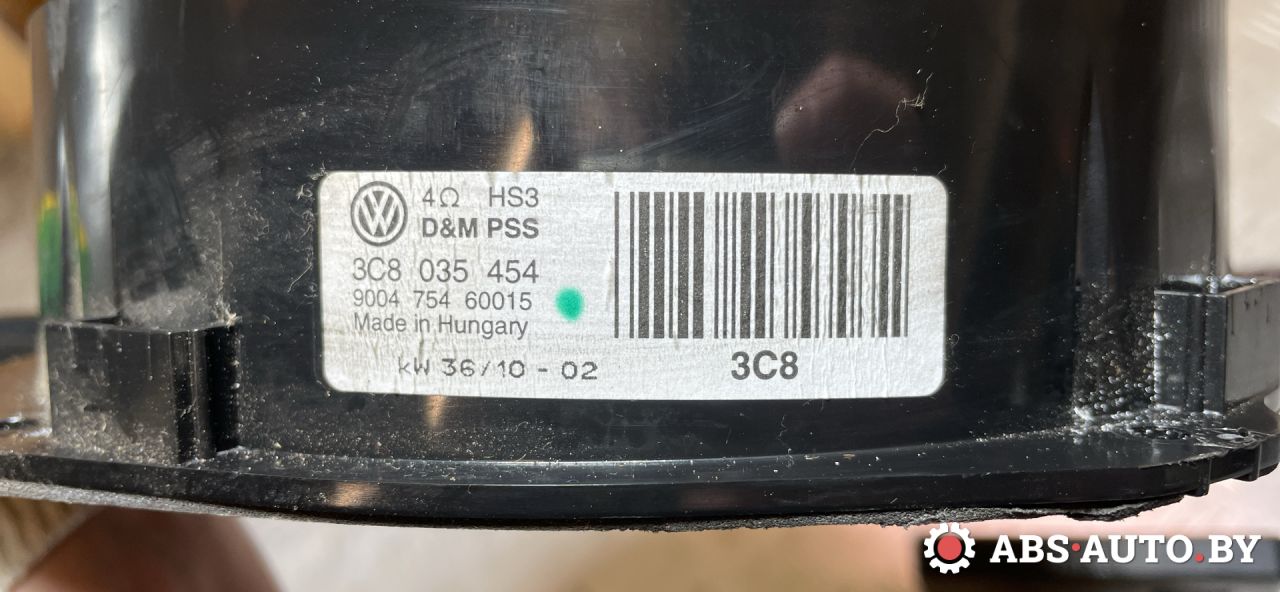 4Ω HS3
D&M PSS
3C8 035 454
9004 754 60015
Made in Hungary
kW 36/10 - 02
3C8
ABS·AUTO.BY